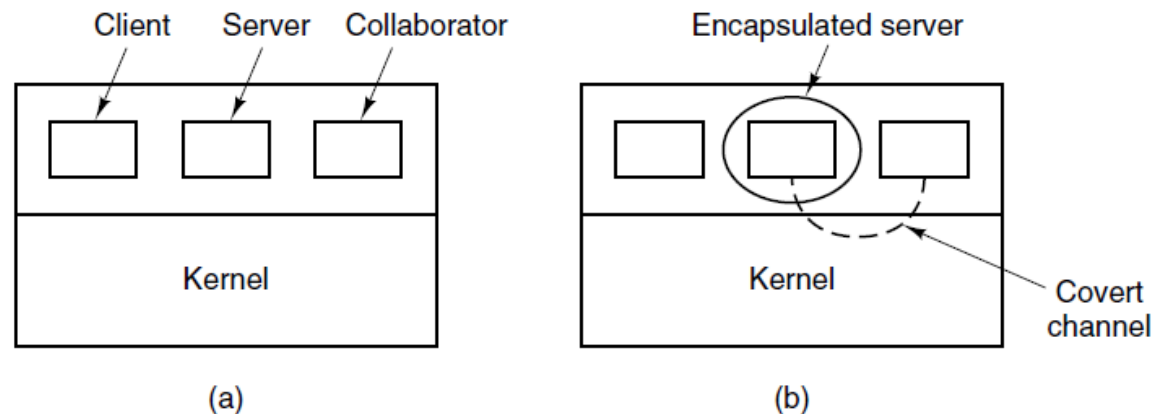 Client Server Collaborator
Kernel
(a)
Encapsulated server
Kernel
Covert
channel
(b)